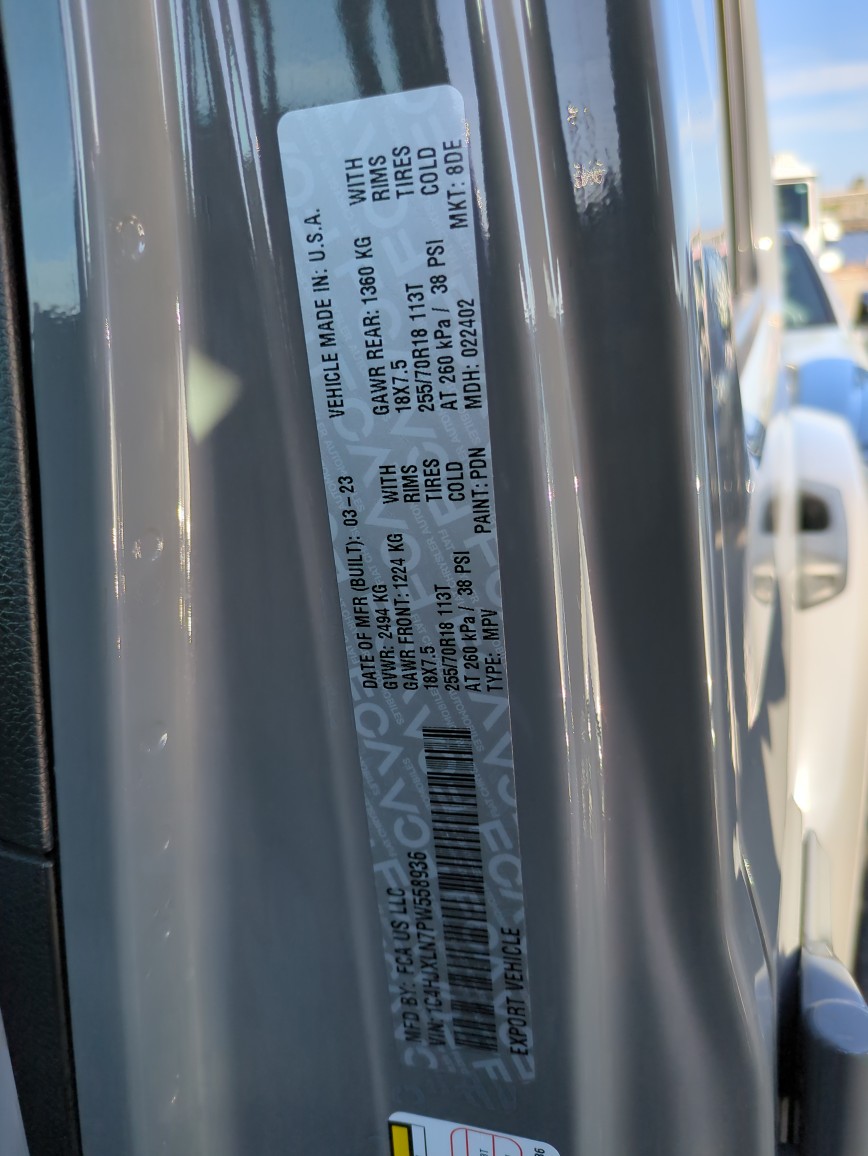 MFD BY: FCA US LLC
DATE OF MFR (BUILT): 03-23
VEHICLE MADE IN: U.S.A.
VIN: 1C4HJXLN7PW558936
GVWR: 2494 KG
GAWR FRONT: 1224 KG WITH
18X7.5 RIMS
255/70R18 113T TIRES
AT 260 kPa / 38 PSI COLD
GAWR REAR: 1360 KG WITH
18X7.5 RIMS
255/70R18 113T TIRES
AT 260 kPa / 38 PSI COLD
EXPORT VEHICLE
TYPE: MPV
PAINT: PDN
MDH: 022402
MKT: 8DE